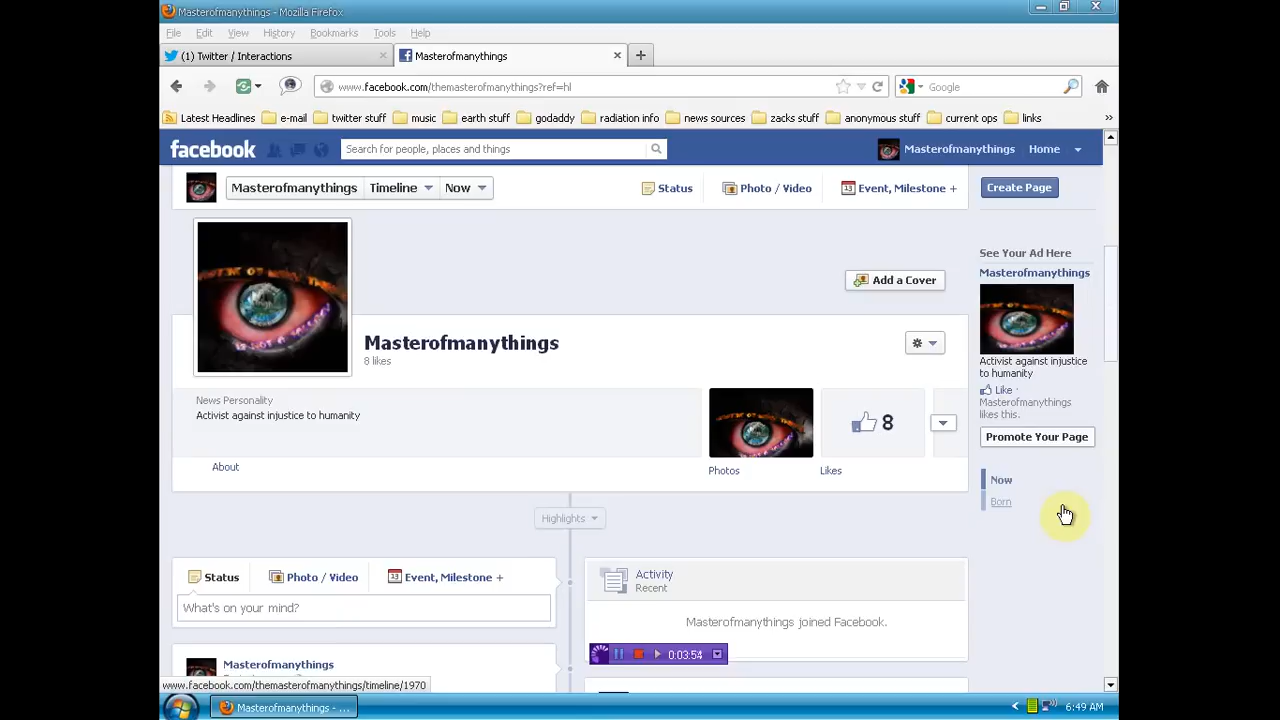 Masterofmanythings - Mozilla Firefox
File Edit View History Bookmarks Tools Help
(1) Twitter / Interactions
Masterofmanythings
www.facebook.com/themasterofmanythings?ref=hl
Google
Latest Headlines e-mail twitter stuff music earth stuff godaddy radiation info news sources zacks stuff anonymous stuff current ops links »
facebook
Search for people, places and things
Masterofmanythings Home
Masterofmanythings Timeline Now
Status Photo / Video Event, Milestone +
Create Page
Add a Cover
See Your Ad Here
Masterofmanythings
Activist against injustice
to humanity
Like ·
Masterofmanythings
likes this.
Promote Your Page
Now
Born
Masterofmanythings
8 likes
News Personality
Activist against injustice to humanity
About
8
Photos
Likes
Highlights
Status Photo / Video Event, Milestone +
What's on your mind?
Activity
Recent
Masterofmanythings joined Facebook.
0:03:54
Masterofmanythings
www.facebook.com/themasterofmanythings/timeline/1970
Masterofmanythings - ...
6:49 AM